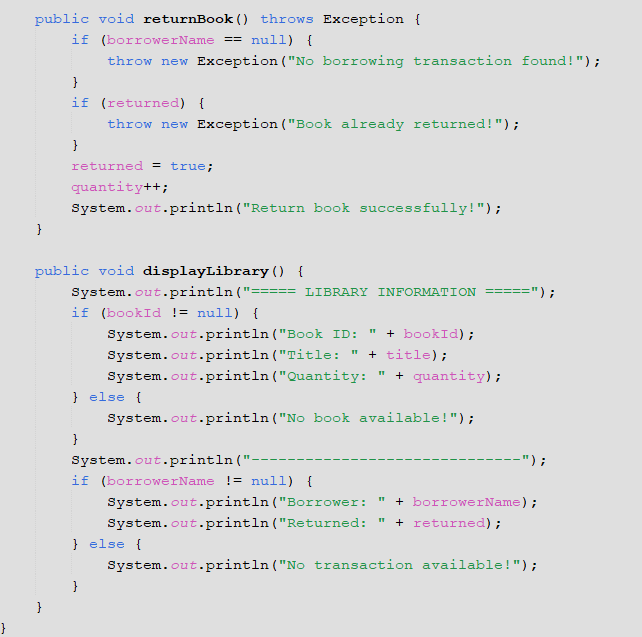 public void returnBook() throws Exception {
    if (borrowerName == null) {
        throw new Exception("No borrowing transaction found!");
    }
    if (returned) {
        throw new Exception("Book already returned!");
    }
    returned = true;
    quantity++;
    System.out.println("Return book successfully!");
}

public void displayLibrary() {
    System.out.println("===== LIBRARY INFORMATION =====");
    if (bookId != null) {
        System.out.println("Book ID: " + bookId);
        System.out.println("Title: " + title);
        System.out.println("Quantity: " + quantity);
    } else {
        System.out.println("No book available!");
    }
    System.out.println("------------------------------");
    if (borrowerName != null) {
        System.out.println("Borrower: " + borrowerName);
        System.out.println("Returned: " + returned);
    } else {
        System.out.println("No transaction available!");
    }
}
}